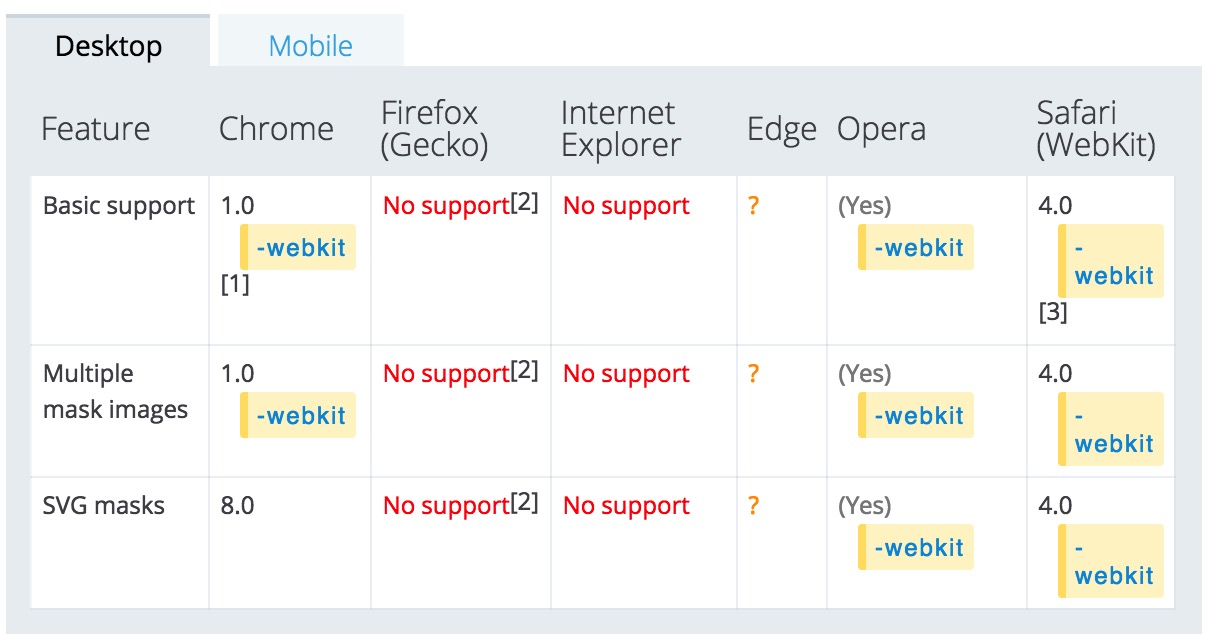 Desktop
Mobile
Feature
Chrome
Firefox
(Gecko)
Internet
Explorer
Edge
Opera
Safari
(WebKit)
Basic support
1.0
-webkit
[1]
No support[2]
No support
?
(Yes)
-webkit
4.0
-
webkit
[3]
Multiple
mask images
1.0
-webkit
No support[2]
No support
?
(Yes)
-webkit
4.0
-
webkit
SVG masks
8.0
No support[2]
No support
?
(Yes)
-webkit
4.0
-
webkit